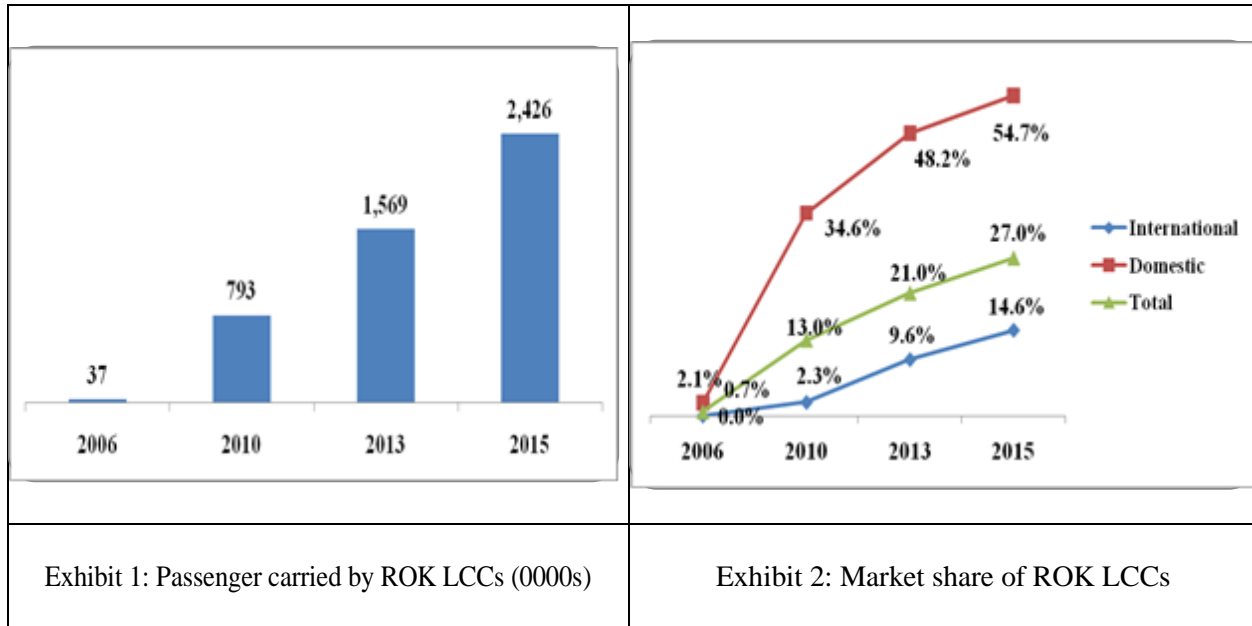 2,426
1,569
793
37
2006 2010 2013 2015
54.7%
48.2%
34.6%
International
27.0%
Domestic
21.0%
Total
14.6%
13.0%
9.6%
2.1%
0.7%
2.3%
0.0%
2006 2010 2013 2015
Exhibit 1: Passenger carried by ROK LCCs (0000s)
Exhibit 2: Market share of ROK LCCs